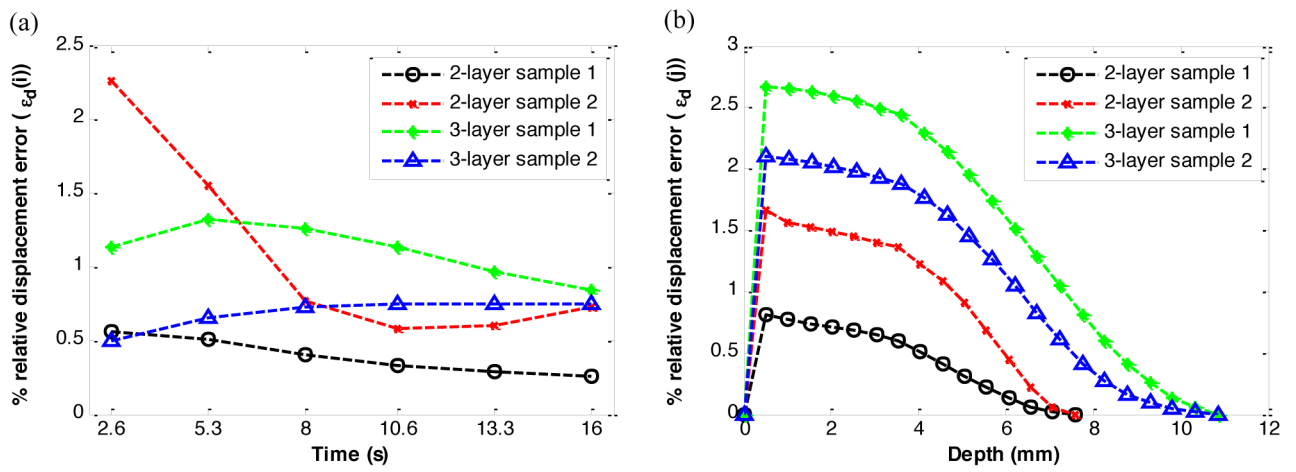 (a)
% relative displacement error ( εd(i))
2.5
2
1.5
1
0.5
0
2.6 5.3 8 10.6 13.3 16
Time (s)
2-layer sample 1
2-layer sample 2
3-layer sample 1
3-layer sample 2
(b)
% relative displacement error ( εd (j))
3
2.5
2
1.5
1
0.5
0
0 2 4 6 8 10 12
Depth (mm)
2-layer sample 1
2-layer sample 2
3-layer sample 1
3-layer sample 2